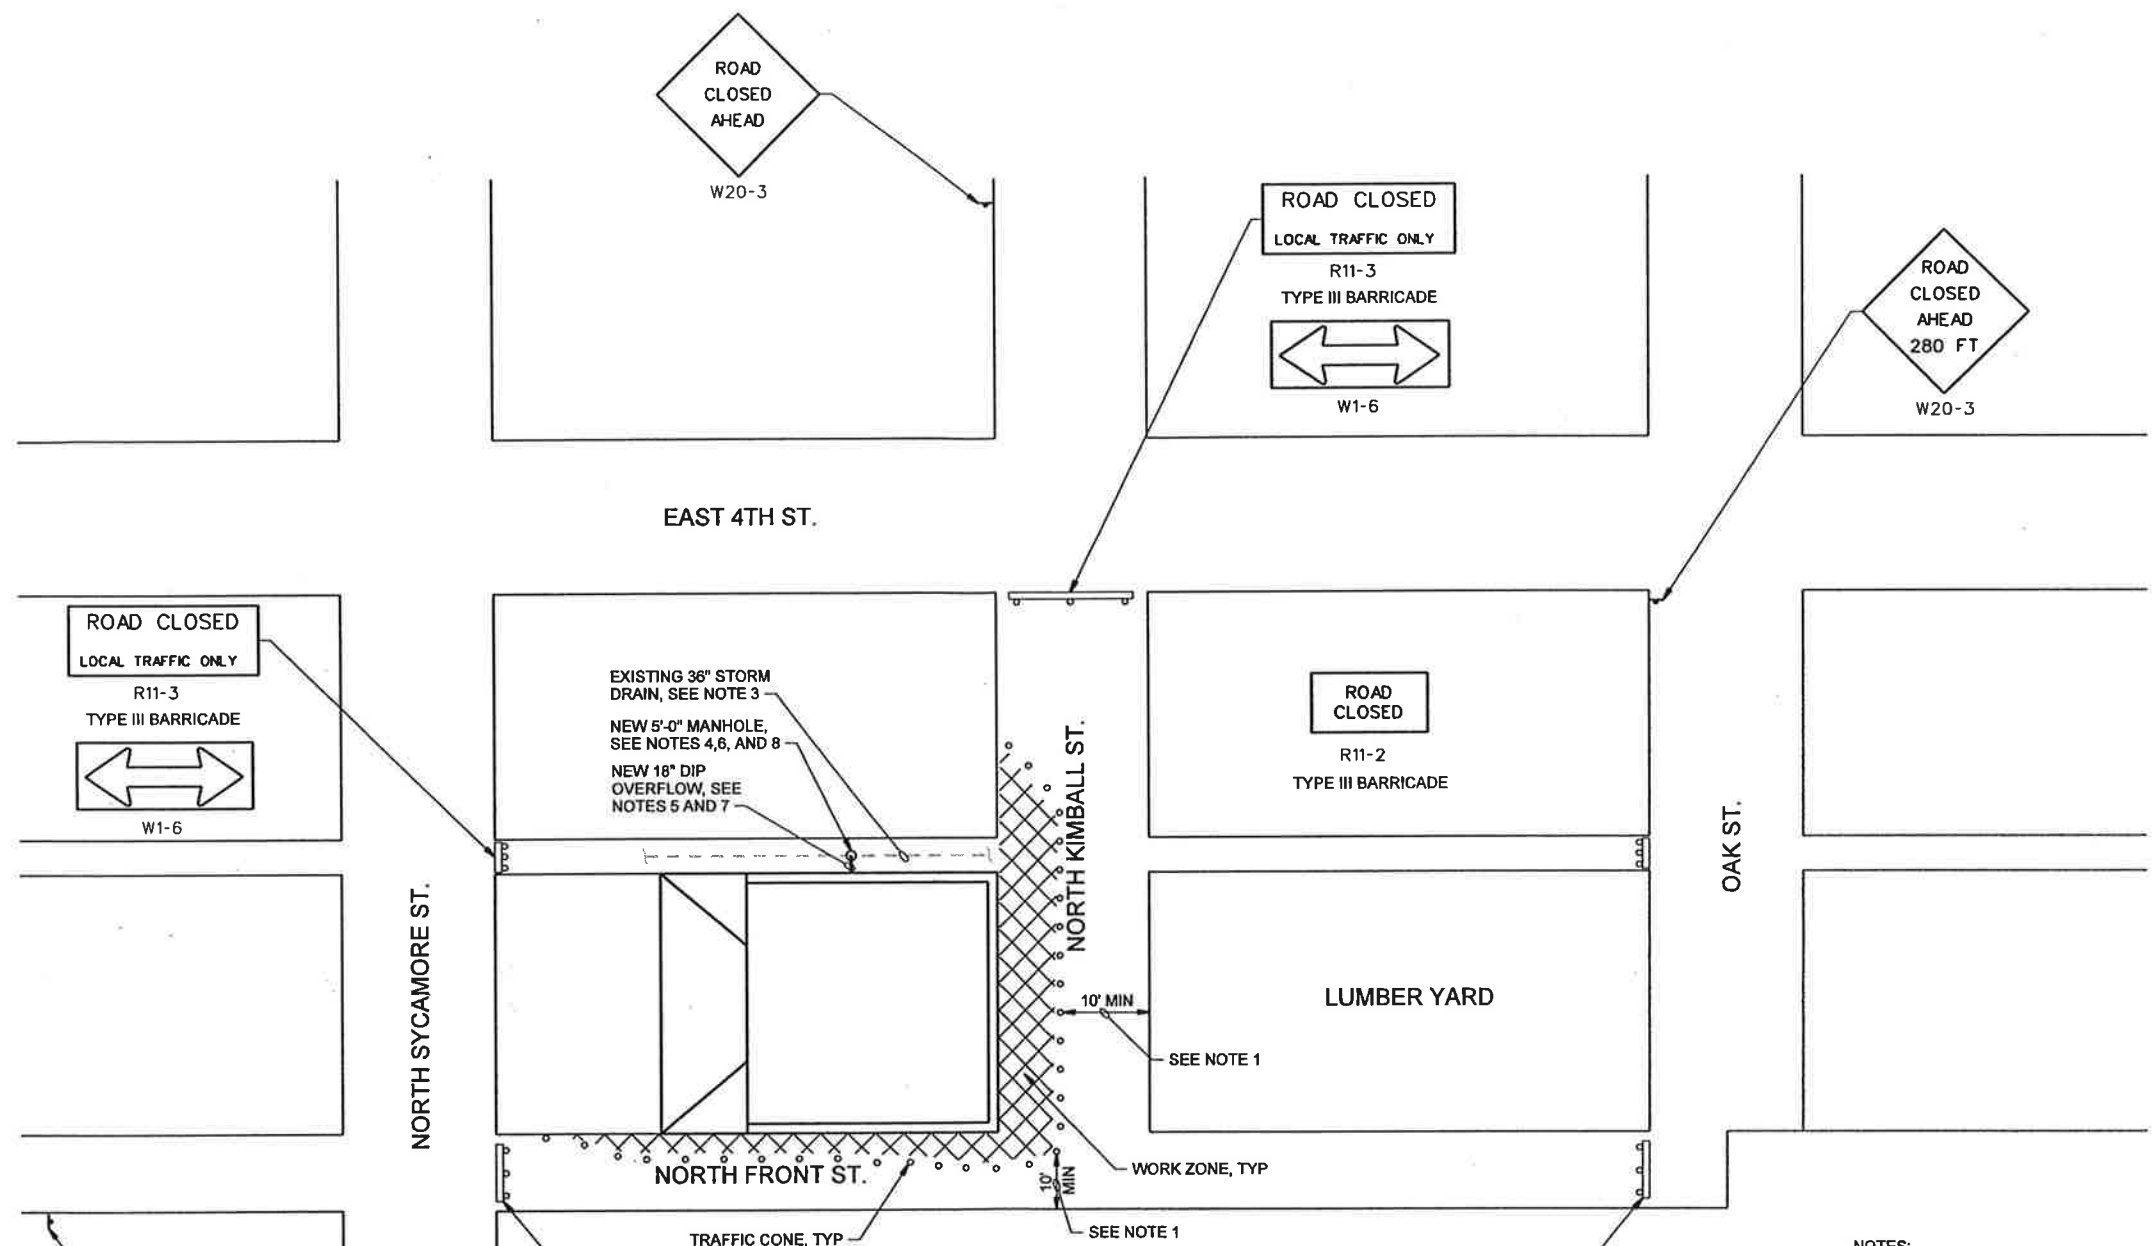 ROAD
CLOSED
AHEAD
W20-3
ROAD CLOSED
LOCAL TRAFFIC ONLY
R11-3
TYPE III BARRICADE
W1-6
ROAD
CLOSED
AHEAD
280 FT
W20-3
EAST 4TH ST.
ROAD CLOSED
LOCAL TRAFFIC ONLY
R11-3
TYPE III BARRICADE
W1-6
EXISTING 36" STORM
DRAIN, SEE NOTE 3
NEW 5'-0" MANHOLE,
SEE NOTES 4,6, AND 8
NEW 18" DIP
OVERFLOW, SEE
NOTES 5 AND 7
NORTH KIMBALL ST.
ROAD
CLOSED
R11-2
TYPE III BARRICADE
OAK ST.
NORTH SYCAMORE ST.
10' MIN
LUMBER YARD
SEE NOTE 1
WORK ZONE, TYP
NORTH FRONT ST.
10'
MIN
SEE NOTE 1
TRAFFIC CONE, TYP
NOTES: